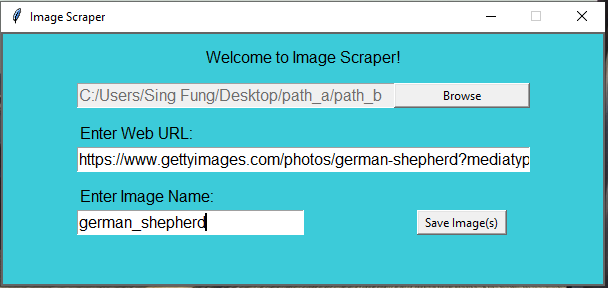 Image Scraper
Welcome to Image Scraper!
C:/Users/Sing Fung/Desktop/path_a/path_b Browse
Enter Web URL:
https://www.gettyimages.com/photos/german-shepherd?mediatyp
Enter Image Name:
german_shepherd Save Image(s)